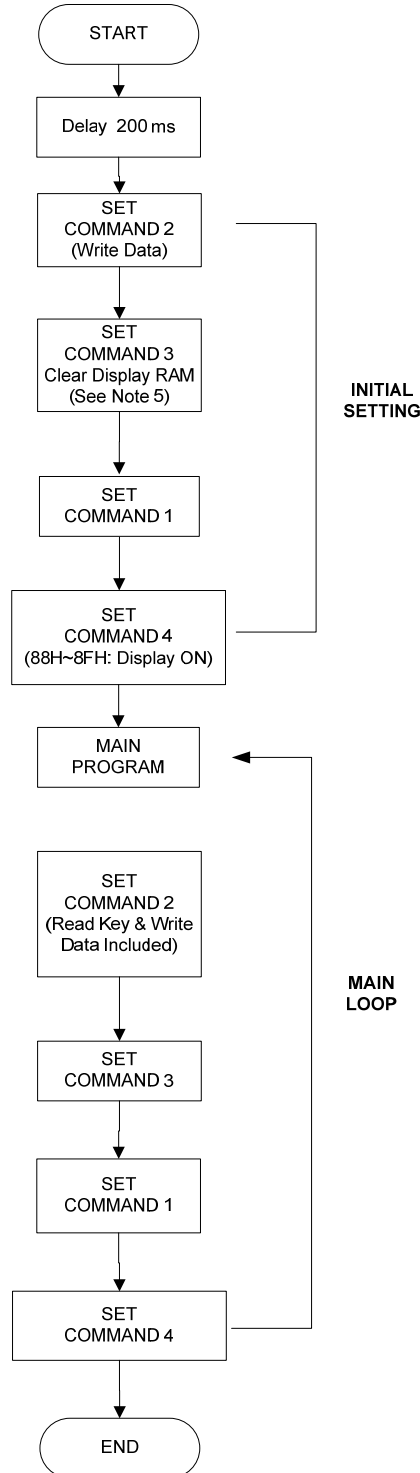 START
Delay 200 ms
SET
COMMAND 2
(Write Data)
SET
COMMAND 3
Clear Display RAM
(See Note 5)
INITIAL
SETTING
SET
COMMAND 1
SET
COMMAND 4
(88H~8FH: Display ON)
MAIN
PROGRAM
SET
COMMAND 2
(Read Key & Write
Data Included)
MAIN
LOOP
SET
COMMAND 3
SET
COMMAND 1
SET
COMMAND 4
END